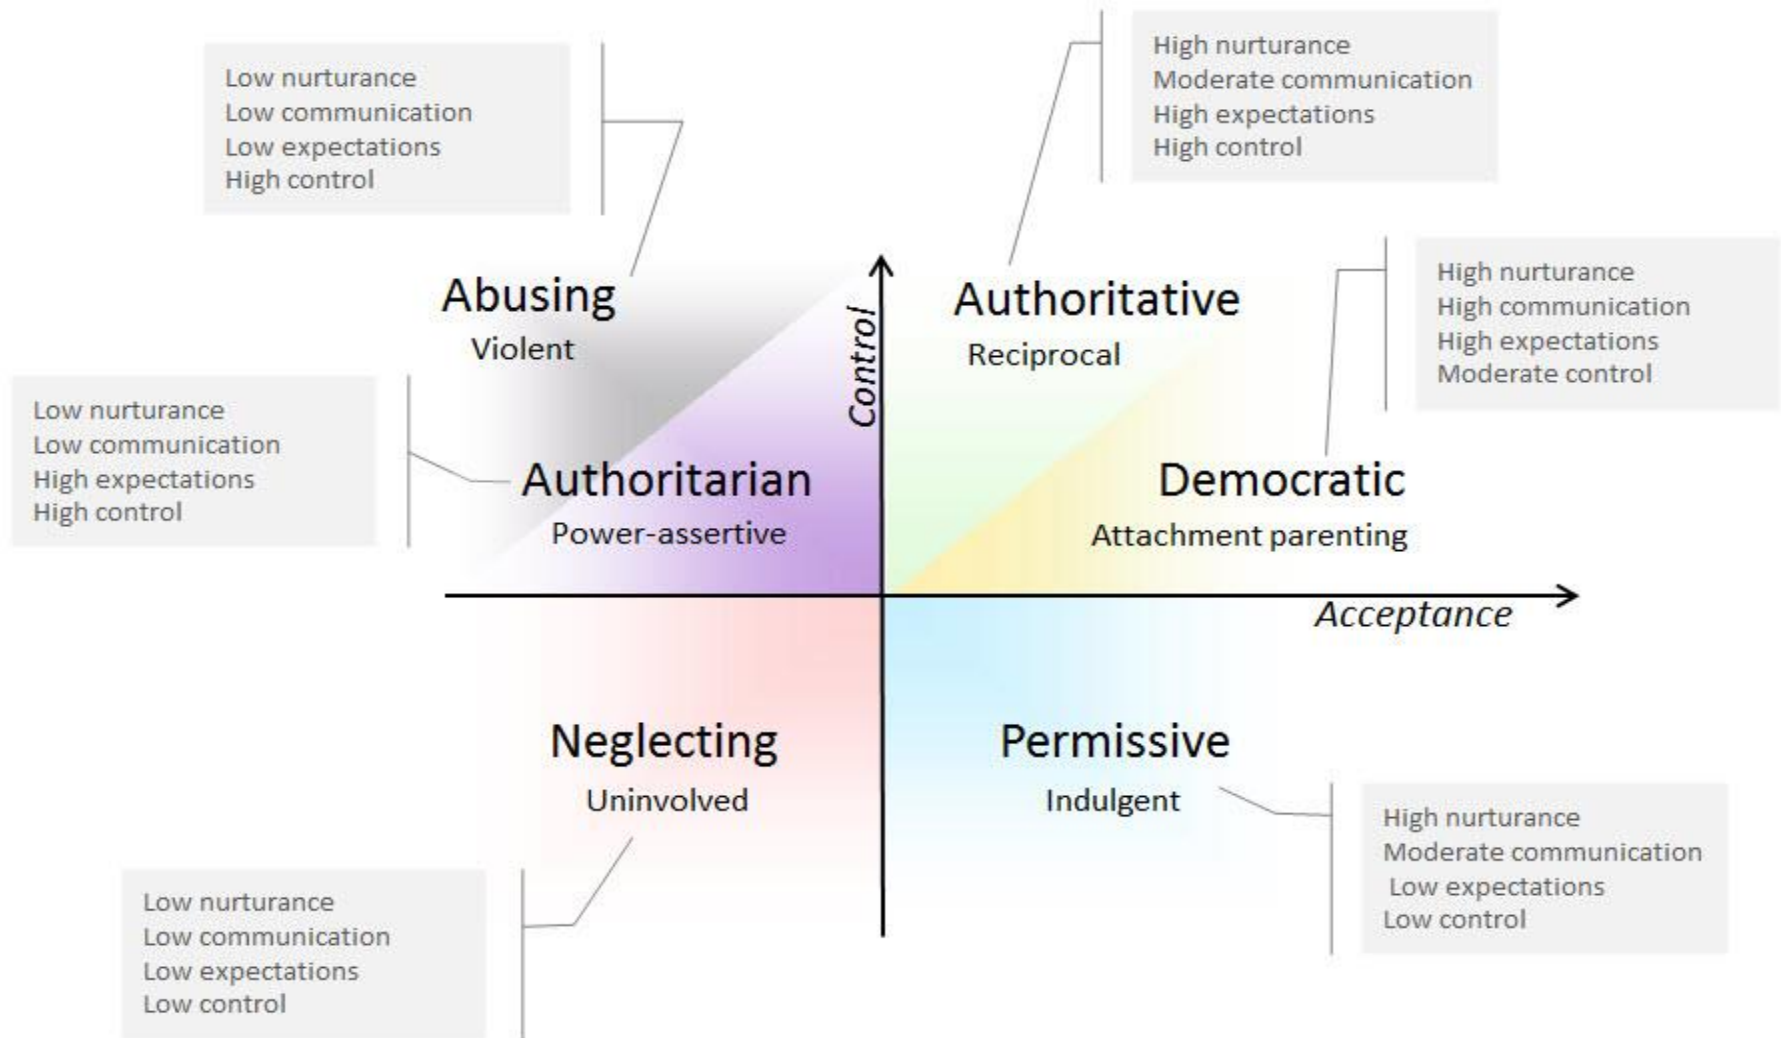 Low nurturance
Low communication
Low expectations
High control
High nurturance
Moderate communication
High expectations
High control
Abusing
Violent
Control
Authoritative
Reciprocal
High nurturance
High communication
High expectations
Moderate control
Low nurturance
Low communication
High expectations
High control
Authoritarian
Power-assertive
Democratic
Attachment parenting
Acceptance
Neglecting
Uninvolved
Permissive
Indulgent
High nurturance
Moderate communication
Low expectations
Low control
Low nurturance
Low communication
Low expectations
Low control